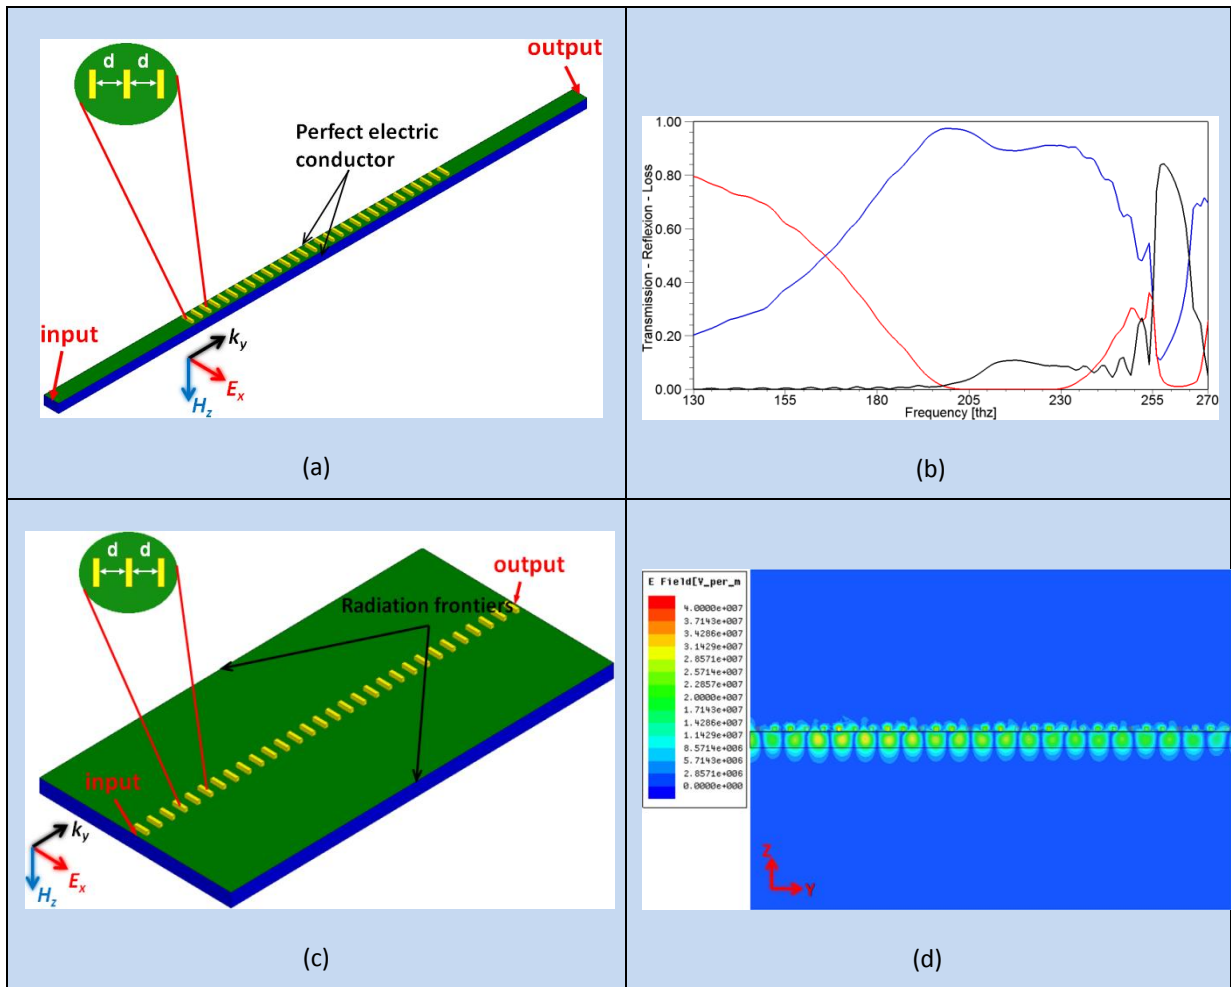 d d
output
Perfect electric
conductor
input
k_y
E_x
H_z
(a)
Transmission - Reflexion - Loss
1.00
0.80
0.60
0.40
0.20
0.00
130 155 180 205 230 255 270
Frequency [thz]
(b)
d d
output
Radiation frontiers
input
k_y
E_x
H_z
(c)
E Field[V_per_m
4.0000e+007
3.7143e+007
3.4286e+007
3.1429e+007
2.8571e+007
2.5714e+007
2.2857e+007
2.0000e+007
1.7143e+007
1.4286e+007
1.1429e+007
8.5714e+006
5.7143e+006
2.8571e+006
0.0000e+000
Z
Y
(d)